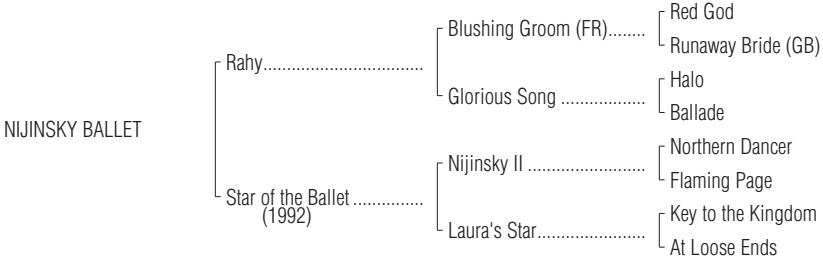 Red God
Blushing Groom (FR)........
Runaway Bride (GB)
Rahy..................................
Halo
Glorious Song ..................
Ballade
NIJINSKY BALLET
Northern Dancer
Nijinsky II .........................
Flaming Page
Star of the Ballet ...............
(1992)
Key to the Kingdom
Laura's Star.......................
At Loose Ends